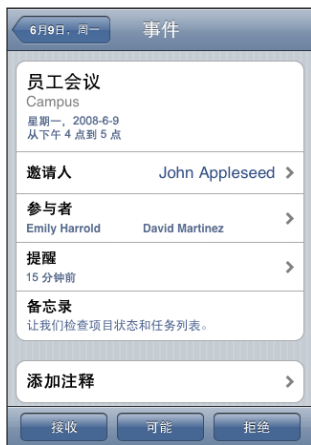 6月9日，周一
事件
员工会议
Campus
星期一，2008-6-9
从下午 4 点到 5 点
邀请人 John Appleseed
参与者
Emily Harrold David Martinez
提醒
15 分钟前
备忘录
让我们检查项目状态和任务列表。
添加注释
接收 可能 拒绝